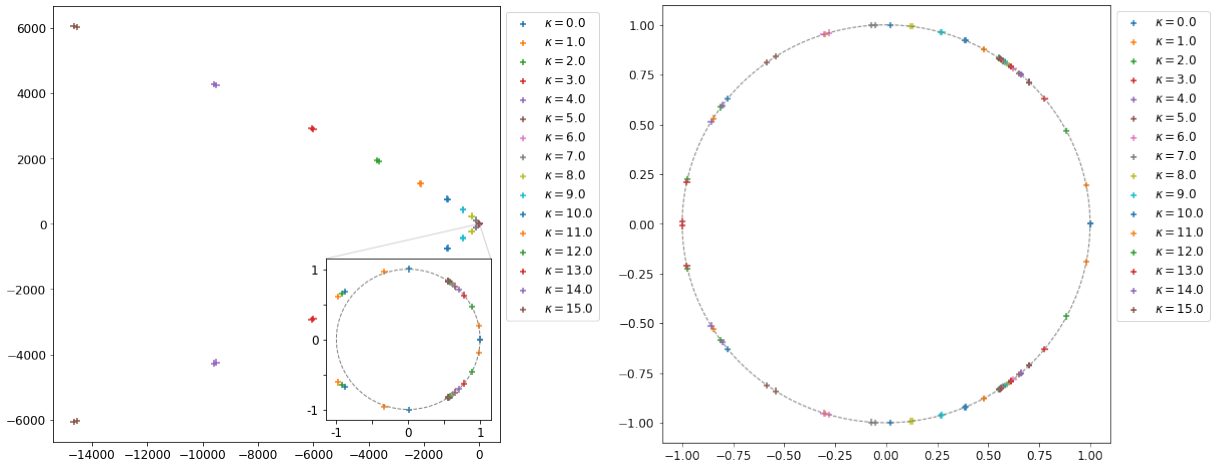 6000
4000
2000
0
−2000
−4000
−6000
−14000 −12000 −10000 −8000 −6000 −4000 −2000 0
1
0
-1
-1 0 1
κ = 0.0
κ = 1.0
κ = 2.0
κ = 3.0
κ = 4.0
κ = 5.0
κ = 6.0
κ = 7.0
κ = 8.0
κ = 9.0
κ = 10.0
κ = 11.0
κ = 12.0
κ = 13.0
κ = 14.0
κ = 15.0
1.00
0.75
0.50
0.25
0.00
−0.25
−0.50
−0.75
−1.00
−1.00 −0.75 −0.50 −0.25 0.00 0.25 0.50 0.75 1.00
κ = 0.0
κ = 1.0
κ = 2.0
κ = 3.0
κ = 4.0
κ = 5.0
κ = 6.0
κ = 7.0
κ = 8.0
κ = 9.0
κ = 10.0
κ = 11.0
κ = 12.0
κ = 13.0
κ = 14.0
κ = 15.0